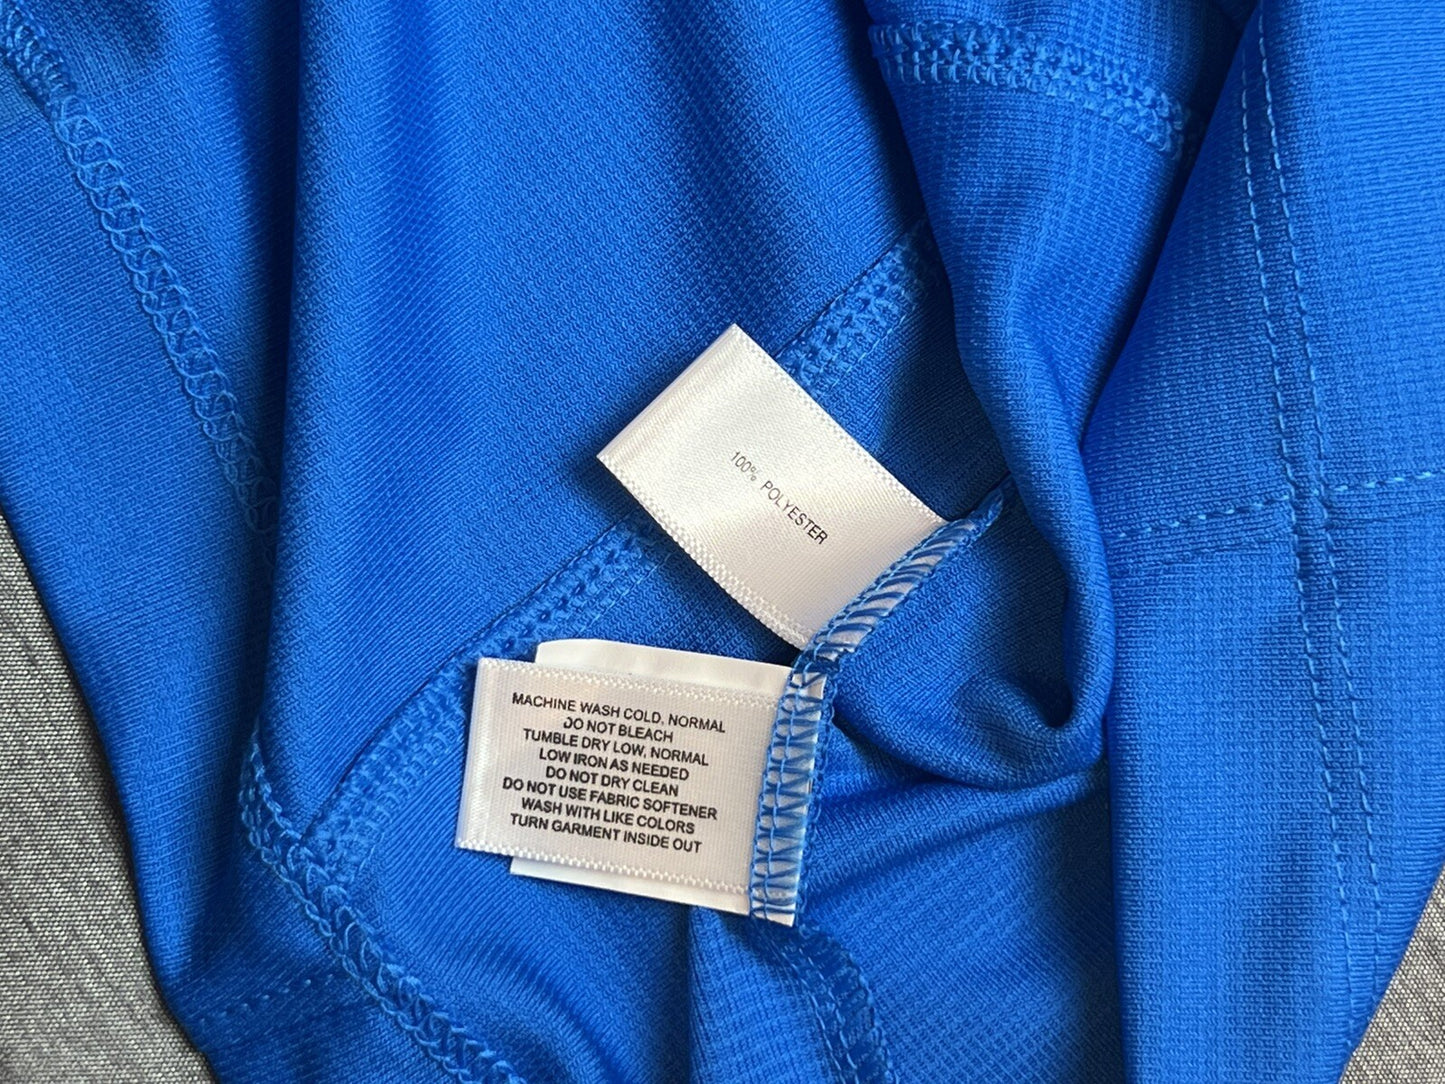 100% POLYESTER
MACHINE WASH COLD, NORMAL
DO NOT BLEACH
TUMBLE DRY LOW, NORMAL
LOW IRON AS NEEDED
DO NOT DRY CLEAN
DO NOT USE FABRIC SOFTENER
WASH WITH LIKE COLORS
TURN GARMENT INSIDE OUT